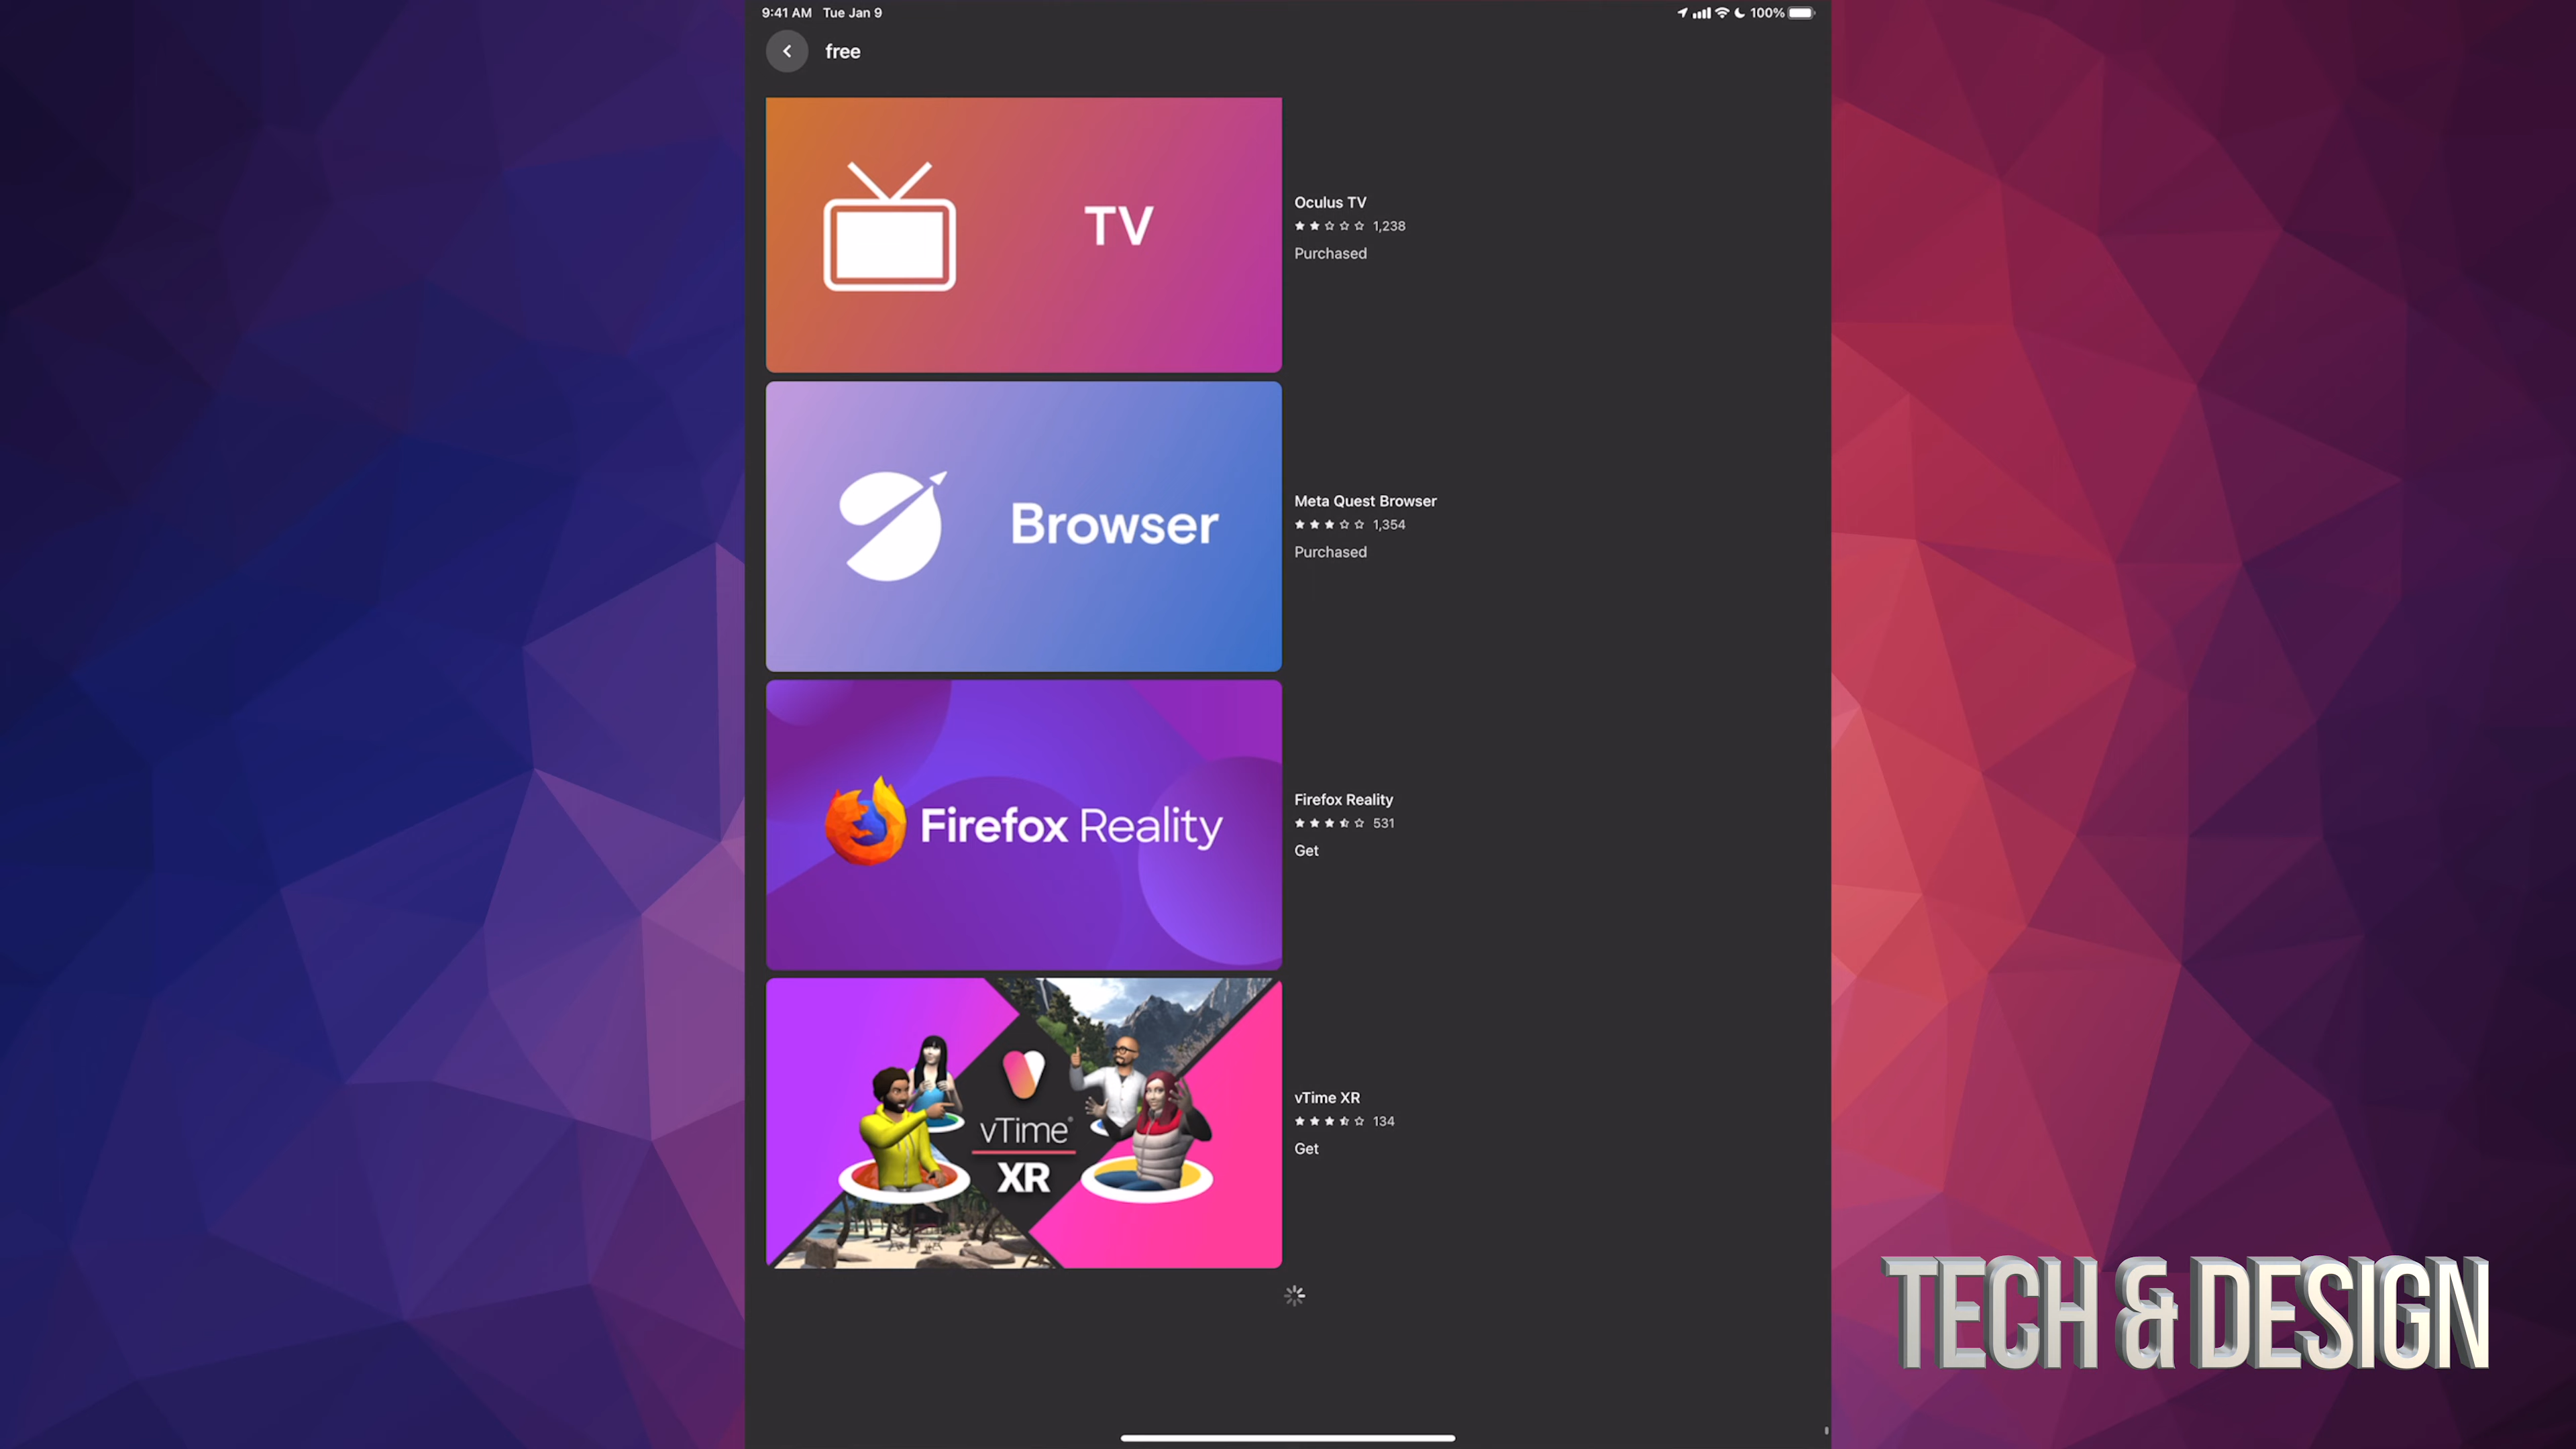 9:41 AM Tue Jan 9
100%
free
TV
Oculus TV
1,238
Purchased
Browser
Meta Quest Browser
1,354
Purchased
Firefox Reality
Firefox Reality
531
Get
vTime®
XR
vTime XR
134
Get
TECH & DESIGN